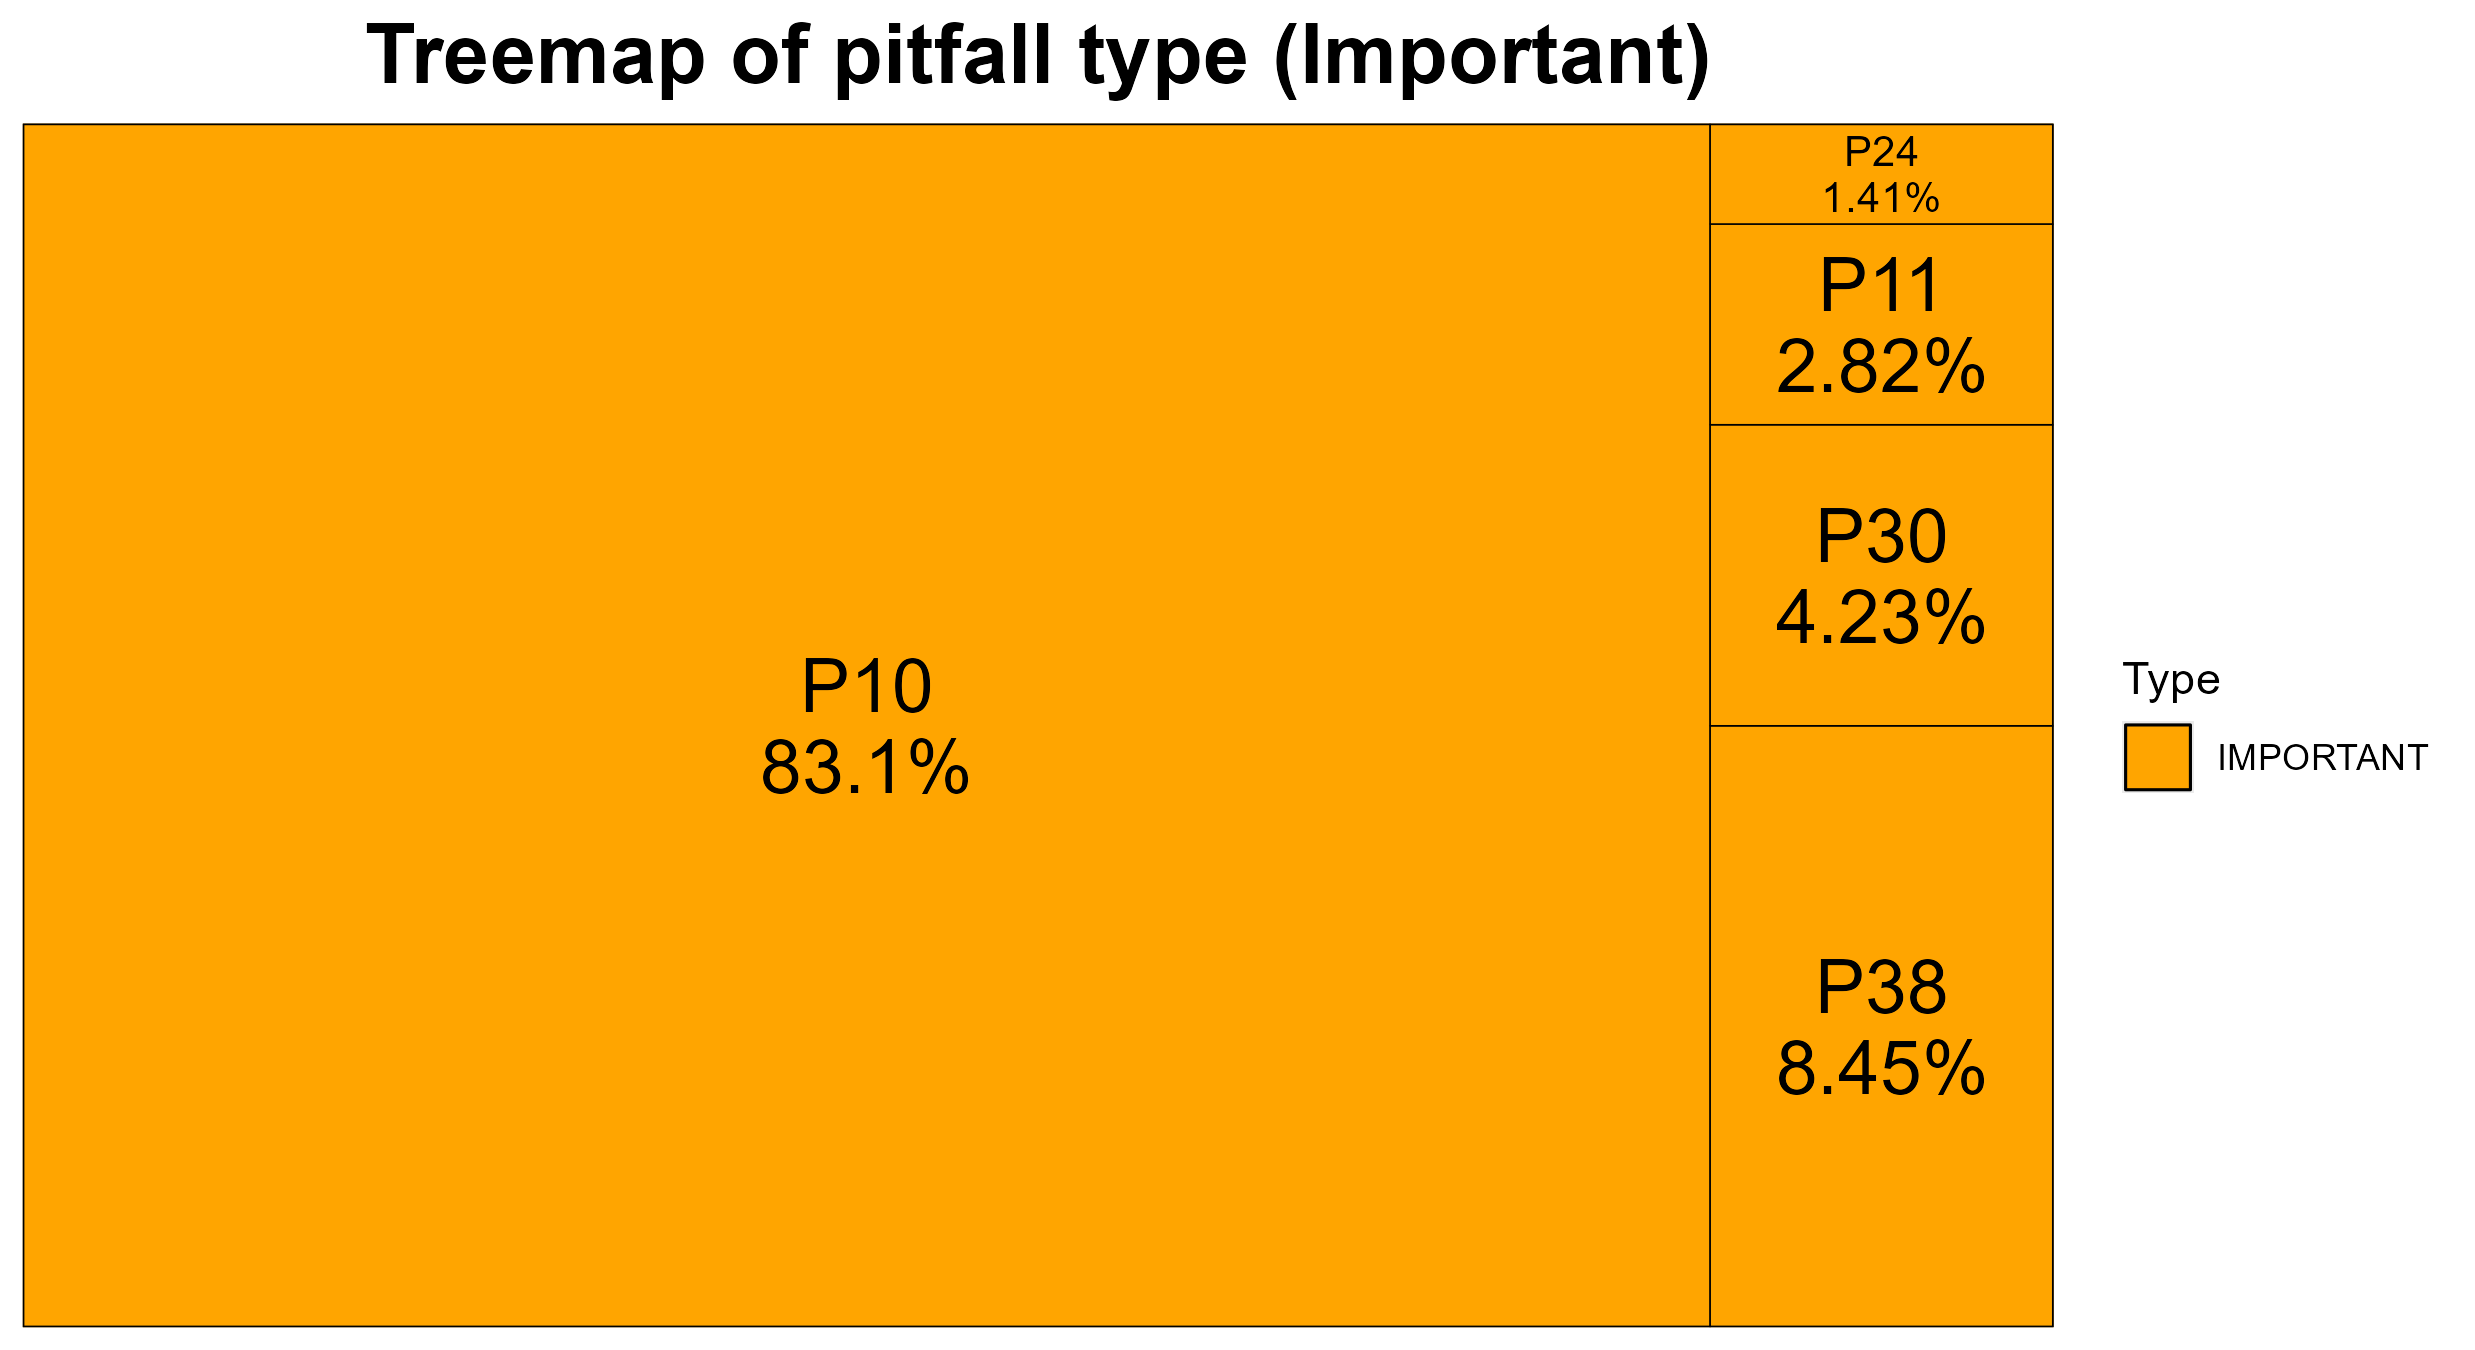 Treemap of pitfall type (Important)
P10
83.1%
P24
1.41%
P11
2.82%
P30
4.23%
P38
8.45%
Type
IMPORTANT